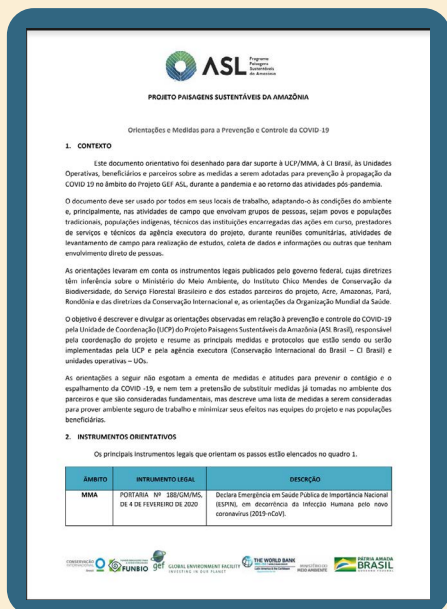 ASL Programa
Paisagens
Sustentáveis
da Amazônia
PROJETO PAISAGENS SUSTENTÁVEIS DA AMAZÔNIA
Orientações e Medidas para a Prevenção e Controle da COVID-19
1. CONTEXTO
Este documento orientativo foi desenhado para dar suporte à UCP/MMA, à CI Brasil, às Unidades
Operativas, beneficiários e parceiros sobre as medidas a serem adotadas para prevenção à propagação da
COVID 19 no âmbito do Projeto GEF ASL, durante a pandemia e ao retorno das atividades pós-pandemia.
O documento deve ser usado por todos em seus locais de trabalho, adaptando-o às condições do ambiente
e, principalmente, nas atividades de campo que envolvam grupos de pessoas, sejam povos e populações
tradicionais, populações indígenas, técnicos das instituições encarregadas das ações em curso, prestadores
de serviços e técnicos da agência executora do projeto, durante reuniões comunitárias, atividades de
levantamento de campo para realização de estudos, coleta de dados e informações ou outras que tenham
envolvimento direto de pessoas.
As orientações levaram em conta os instrumentos legais publicados pelo governo federal, cujas diretrizes
têm inferência sobre o Ministério do Meio Ambiente, do Instituto Chico Mendes de Conservação da
Biodiversidade, do Serviço Florestal Brasileiro e dos estados parceiros do projeto, Acre, Amazonas, Pará,
Rondônia e das diretrizes da Conservação Internacional e, as orientações da Organização Mundial da Saúde.
O objetivo é descrever e divulgar as orientações observadas em relação à prevenção e controle do COVID-19
pela Unidade de Coordenação (UCP) do Projeto Paisagens Sustentáveis da Amazônia (ASL Brasil), responsável
pela coordenação do projeto e resume as principais medidas e protocolos que estão sendo ou serão
implementadas pela UCP e pela agência executora (Conservação Internacional do Brasil – CI Brasil) e
unidades operativas – UOs.
As orientações a seguir não esgotam a ementa de medidas e atitudes para prevenir o contágio e o
espalhamento da COVID -19, e nem tem a pretensão de substituir medidas já tomadas no ambiente dos
parceiros e que são consideradas fundamentais, mas descreve uma lista de medidas a serem consideradas
para prover ambiente seguro de trabalho e minimizar seus efeitos nas equipes do projeto e nas populações
beneficiárias.
2. INSTRUMENTOS ORIENTATIVOS
Os principais Instrumentos legais que orientam os passos estão elencados no quadro 1.
ÂMBITO INTRUMENTO LEGAL DESCRÇÃO
MMA PORTARIA Nº 188/GM/MS, Declara Emergência em Saúde Pública de Importância Nacional
DE 4 DE FEVEREIRO DE 2020 (ESPIN), em decorrência da Infecção Humana pelo novo
coronavírus (2019-nCoV).
CONSERVAÇÃO
INTERNACIONAL
Brasil
FUNBIO
gef GLOBAL ENVIRONMENT FACILITY
INVESTING IN OUR PLANET
THE WORLD BANK
MINISTÉRIO DO
MEIO AMBIENTE
PÁTRIA AMADA
BRASIL